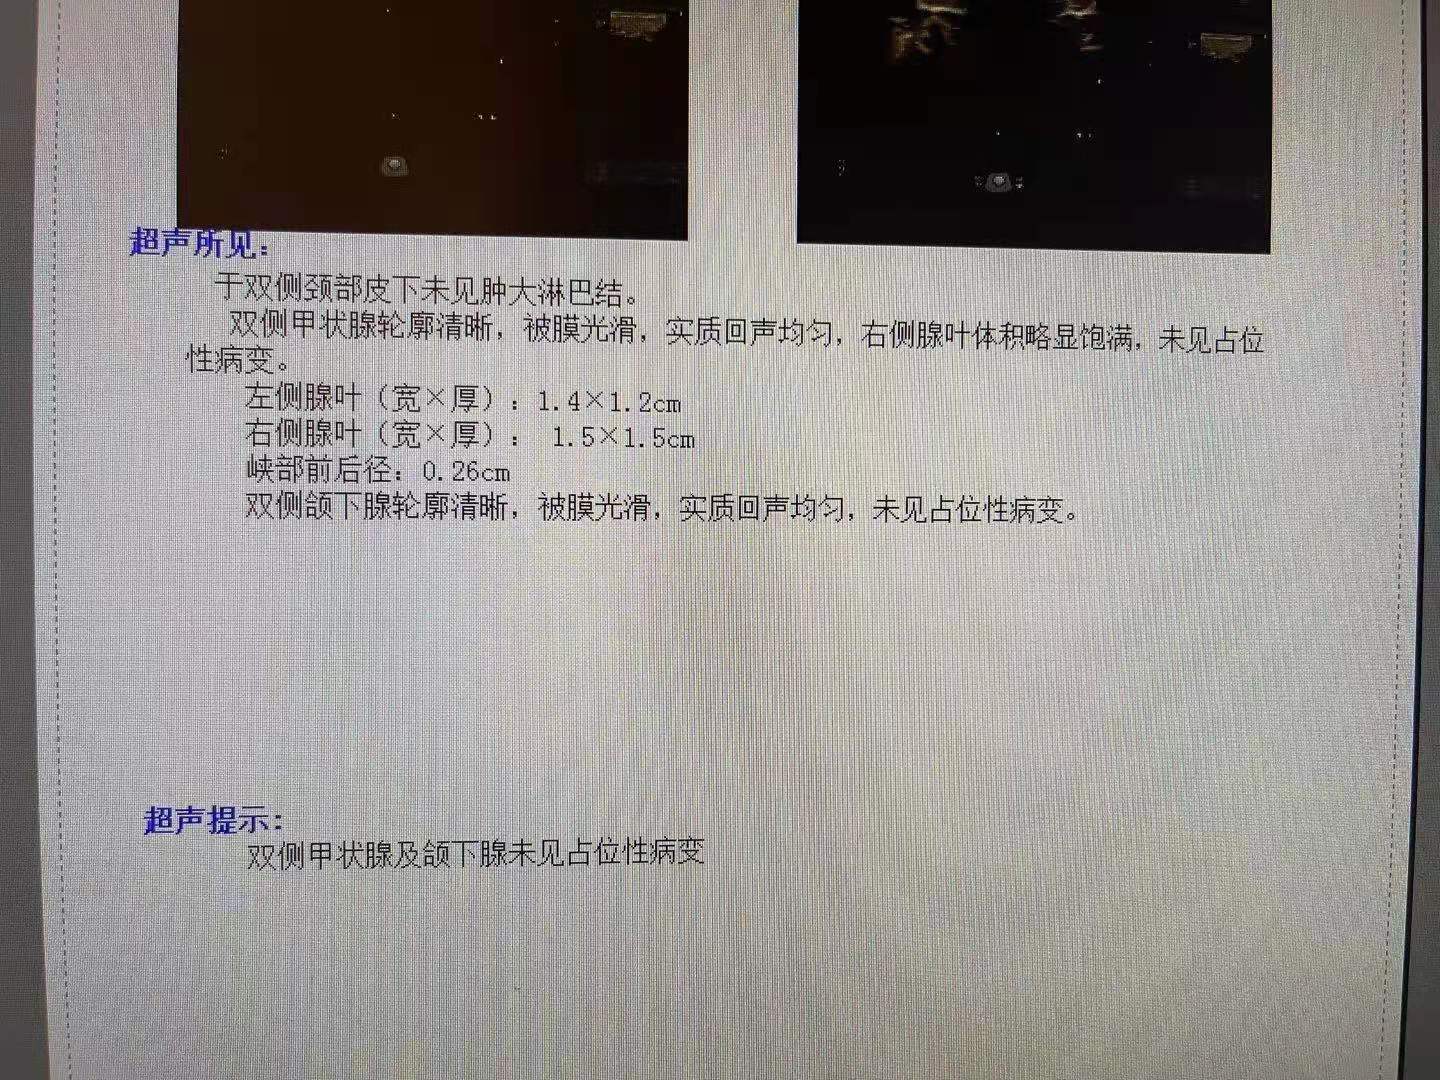 超声所见：
于双侧颈部皮下未见肿大淋巴结。
双侧甲状腺轮廓清晰，被膜光滑，实质回声均匀，右侧腺叶体积略显饱满，未见占位
性病变。
左侧腺叶（宽×厚）：1.4×1.2cm
右侧腺叶（宽×厚）： 1.5×1.5cm
峡部前后径：0.26cm
双侧颌下腺轮廓清晰，被膜光滑，实质回声均匀，未见占位性病变。
超声提示：
双侧甲状腺及颌下腺未见占位性病变